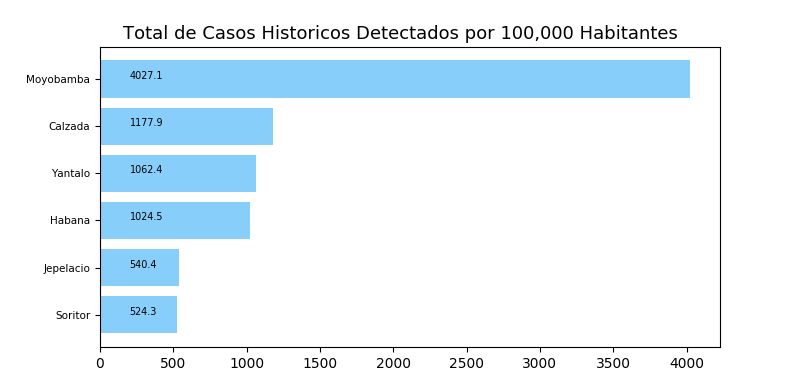 Total de Casos Historicos Detectados por 100,000 Habitantes
Moyobamba 4027.1
Calzada 1177.9
Yantalo 1062.4
Habana 1024.5
Jepelacio 540.4
Soritor 524.3
0 500 1000 1500 2000 2500 3000 3500 4000